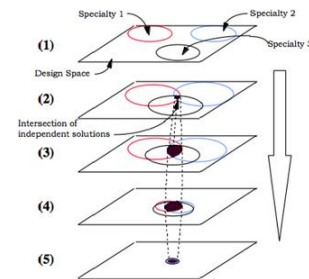 Specialty 1
Specialty 2
(1)
Specialty 3
Design Space
(2)
Intersection of
independent solutions
(3)
(4)
(5)